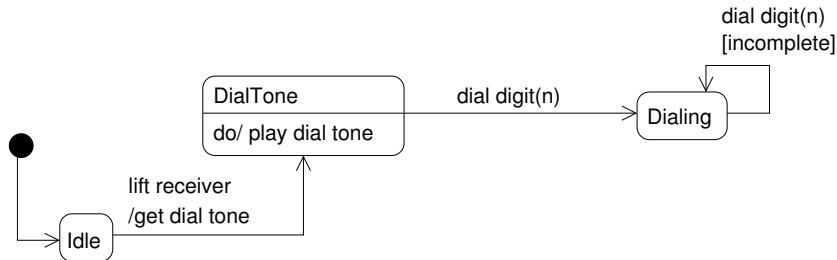 dial digit(n)
[incomplete]
DialTone
do/ play dial tone
dial digit(n)
Dialing
lift receiver
/get dial tone
Idle